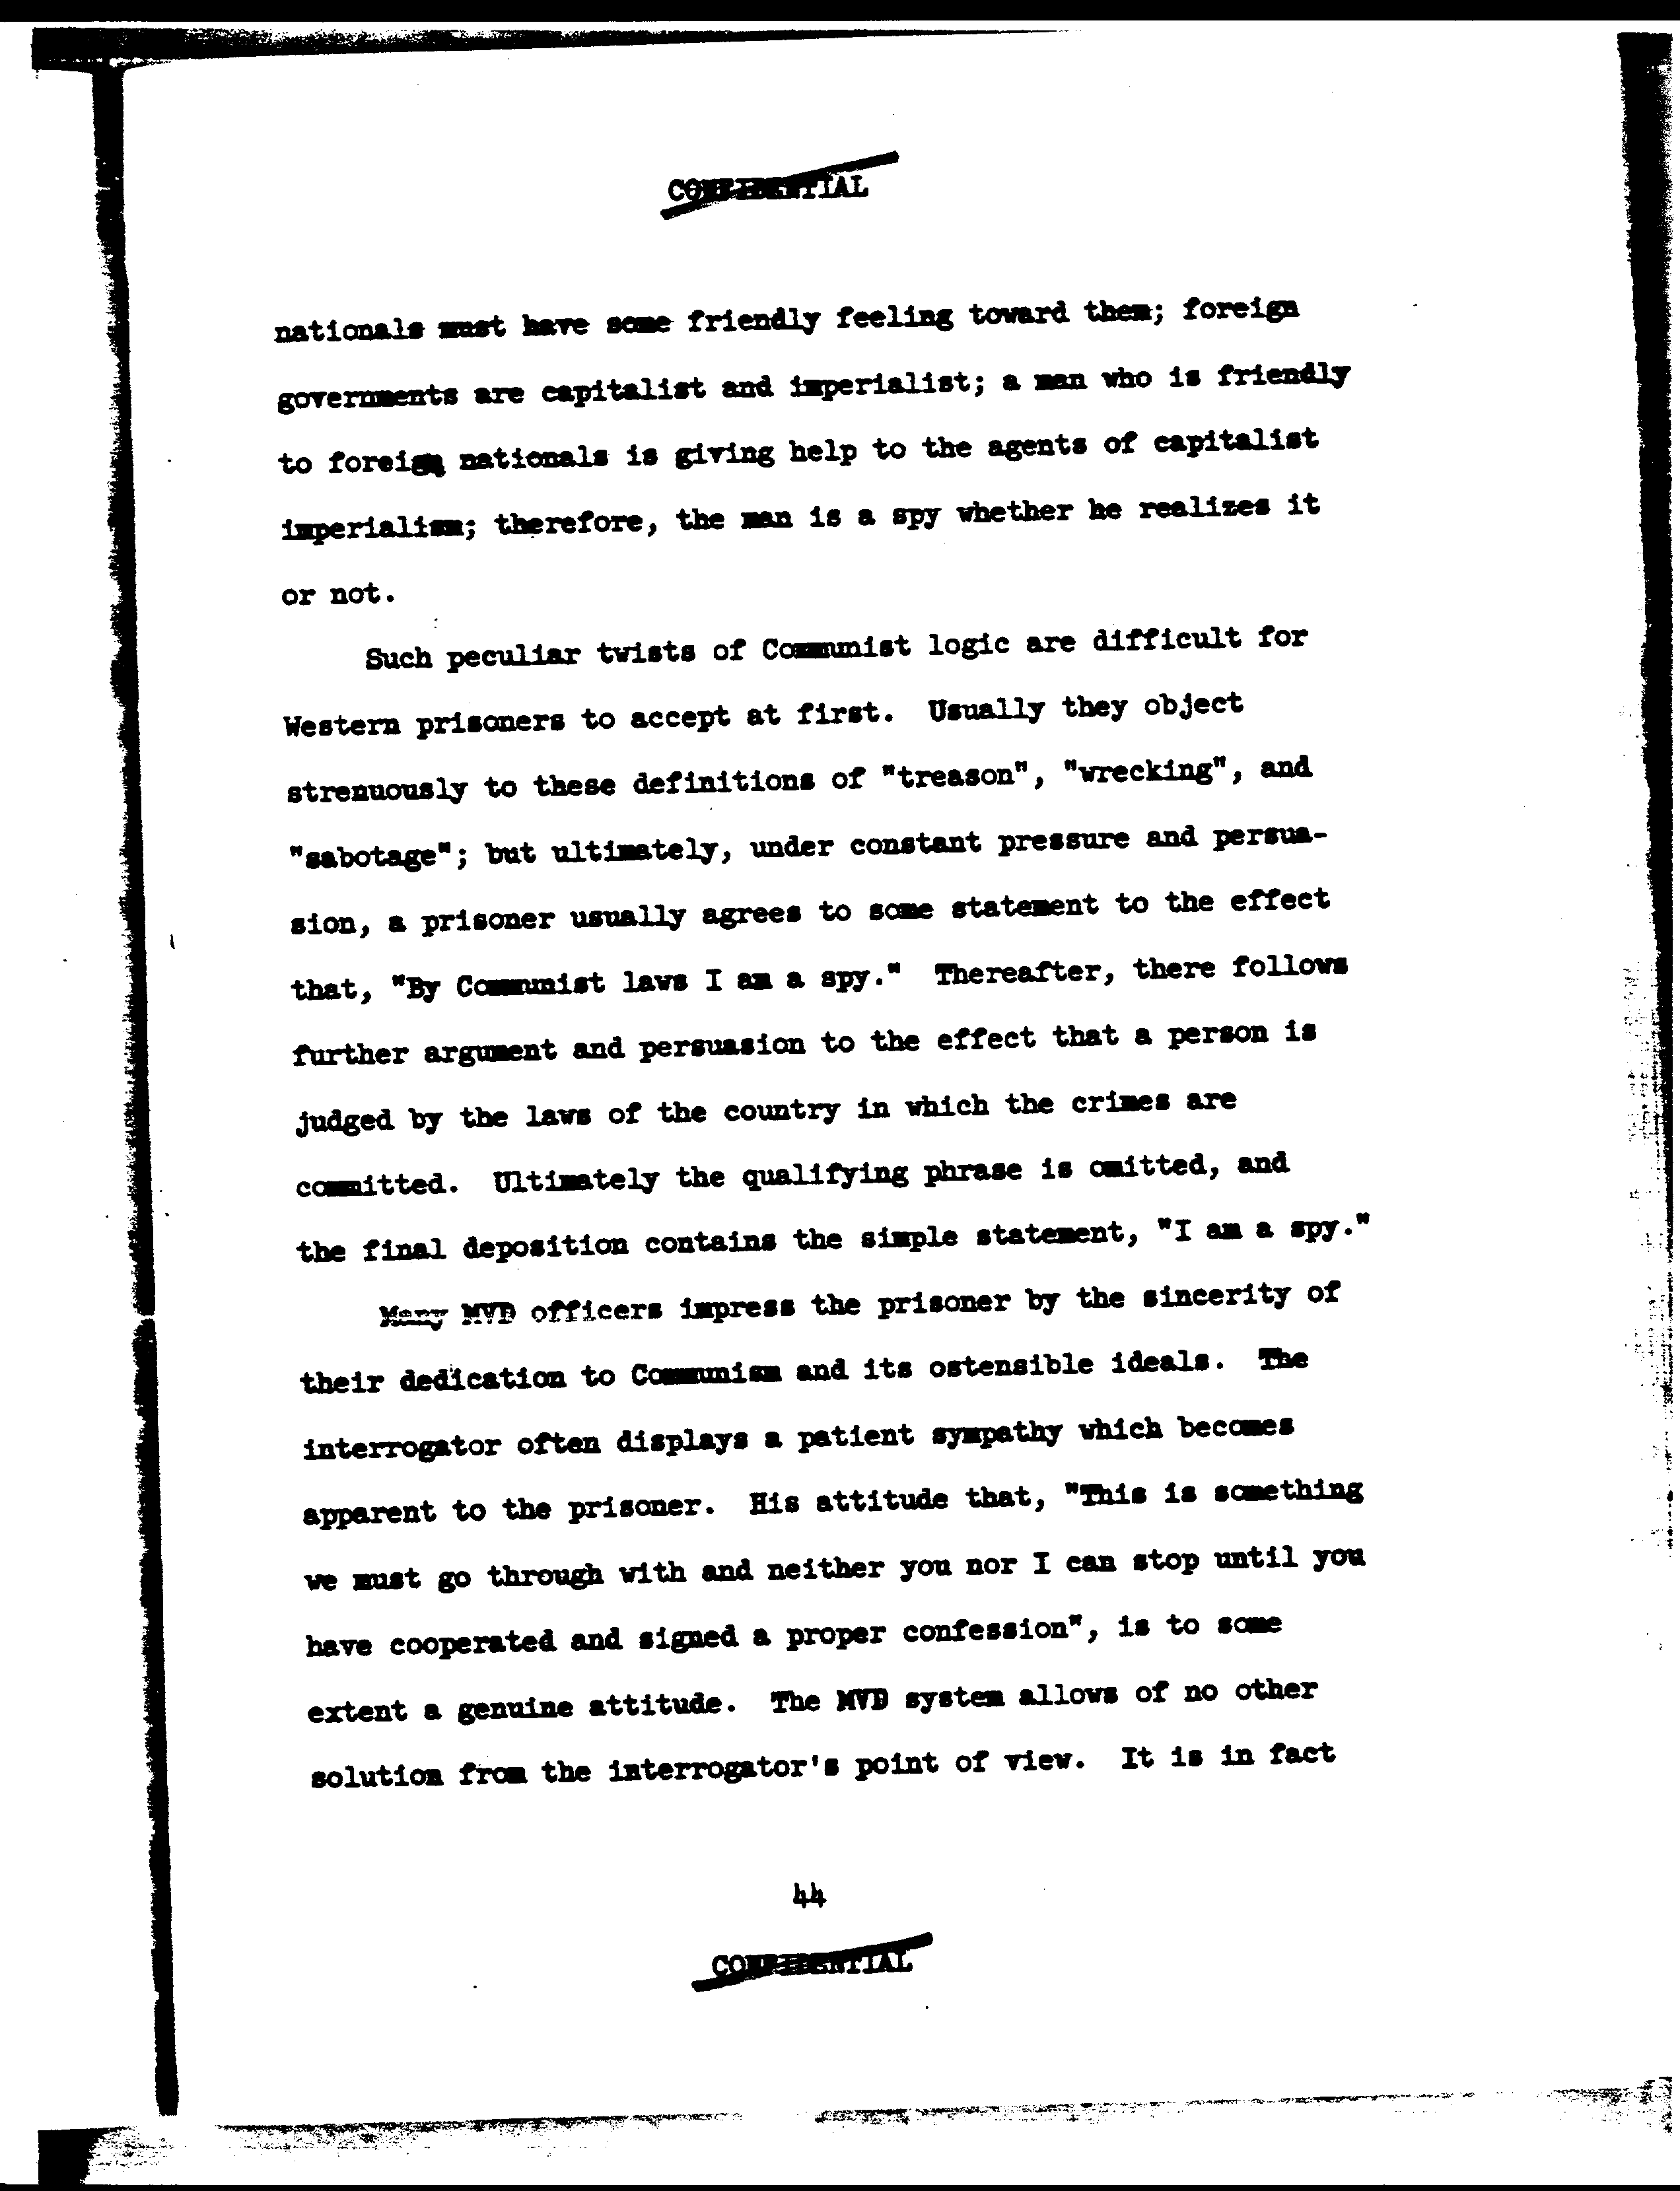 CONFIDENTIAL
nationals must have some friendly feeling toward them; foreign
governments are capitalist and imperialist; a man who is friendly
to foreign nationals is giving help to the agents of capitalist
imperialism; therefore, the man is a spy whether he realizes it
or not.
Such peculiar twists of Communist logic are difficult for
Western prisoners to accept at first. Usually they object
strenuously to these definitions of "treason", "wrecking", and
"sabotage"; but ultimately, under constant pressure and persua-
sion, a prisoner usually agrees to some statement to the effect
that, "By Communist laws I am a spy." Thereafter, there follows
further argument and persuasion to the effect that a person is
judged by the laws of the country in which the crimes are
committed. Ultimately the qualifying phrase is omitted, and
the final deposition contains the simple statement, "I am a spy."
Many MVD officers impress the prisoner by the sincerity of
their dedication to Communism and its ostensible ideals. The
interrogator often displays a patient sympathy which becomes
apparent to the prisoner. His attitude that, "This is something
we must go through with and neither you nor I can stop until you
have cooperated and signed a proper confession", is to some
extent a genuine attitude. The MVD system allows of no other
solution from the interrogator's point of view. It is in fact
44
CONFIDENTIAL